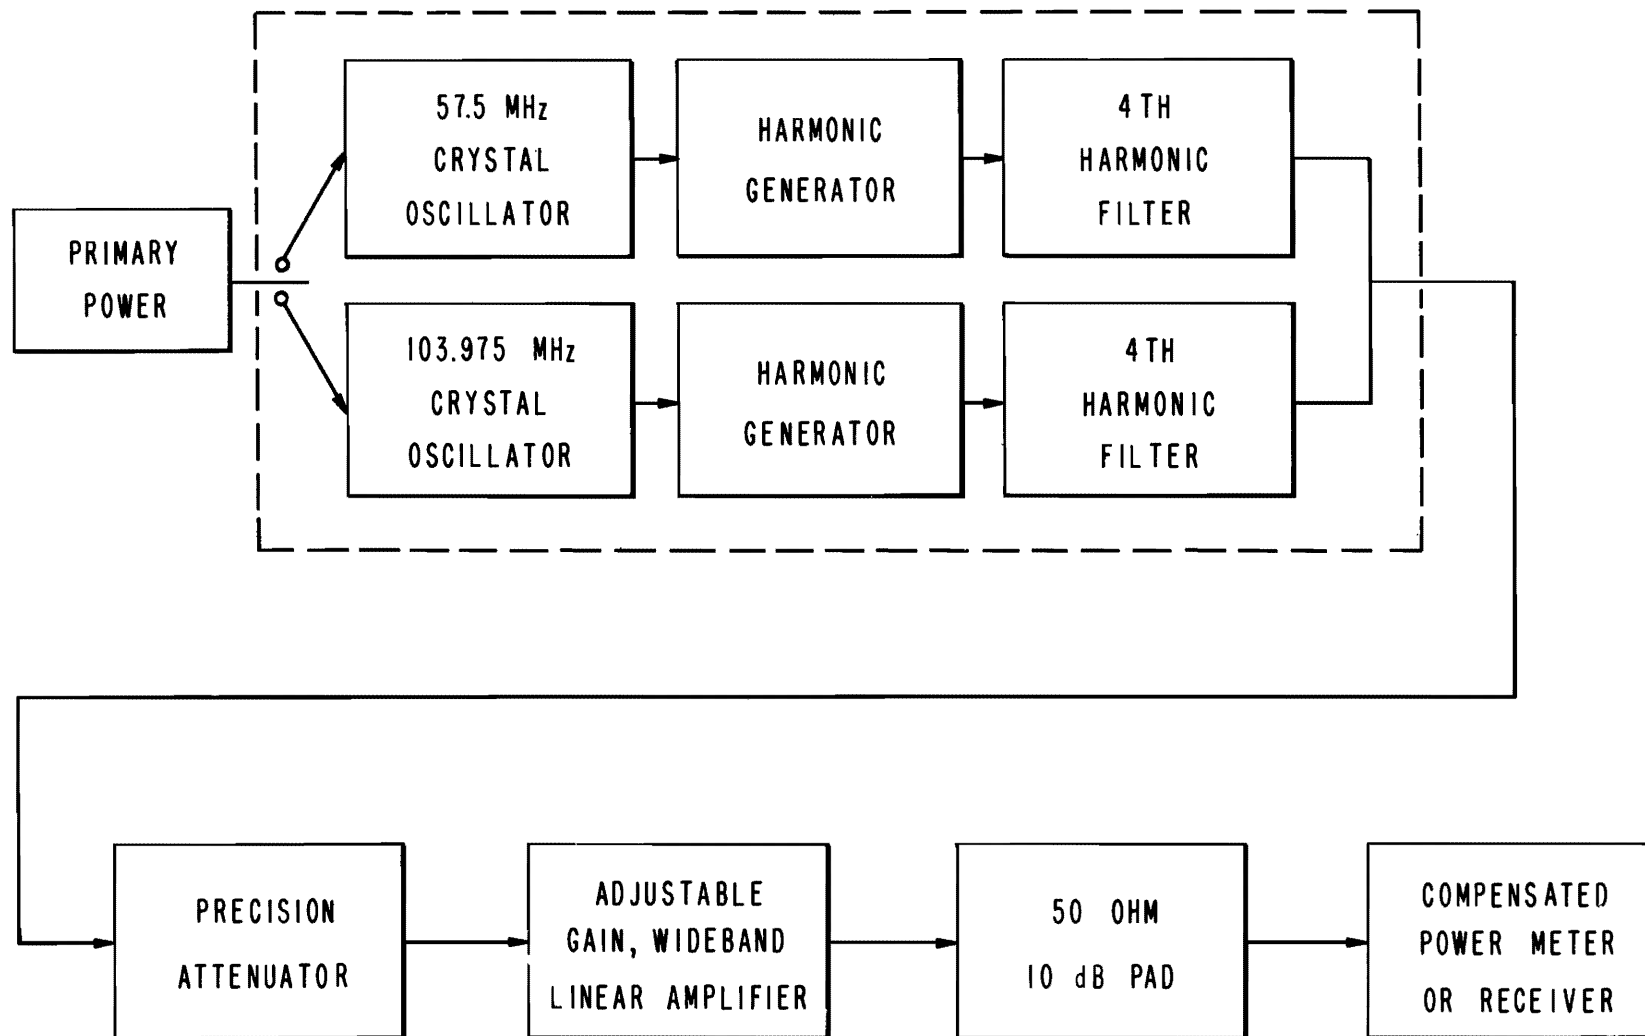 57.5 MHz
CRYSTAL
OSCILLATOR
HARMONIC
GENERATOR
4TH
HARMONIC
FILTER
PRIMARY
POWER
103.975 MHz
CRYSTAL
OSCILLATOR
HARMONIC
GENERATOR
4TH
HARMONIC
FILTER
PRECISION
ATTENUATOR
ADJUSTABLE
GAIN, WIDEBAND
LINEAR AMPLIFIER
50 OHM
10 dB PAD
COMPENSATED
POWER METER
OR RECEIVER